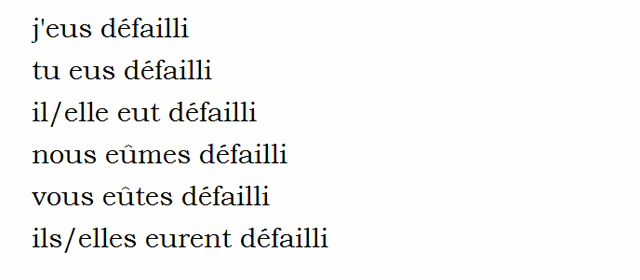 j'eus défailli
tu eus défailli
il/elle eut défailli
nous eûmes défailli
vous eûtes défailli
ils/elles eurent défailli